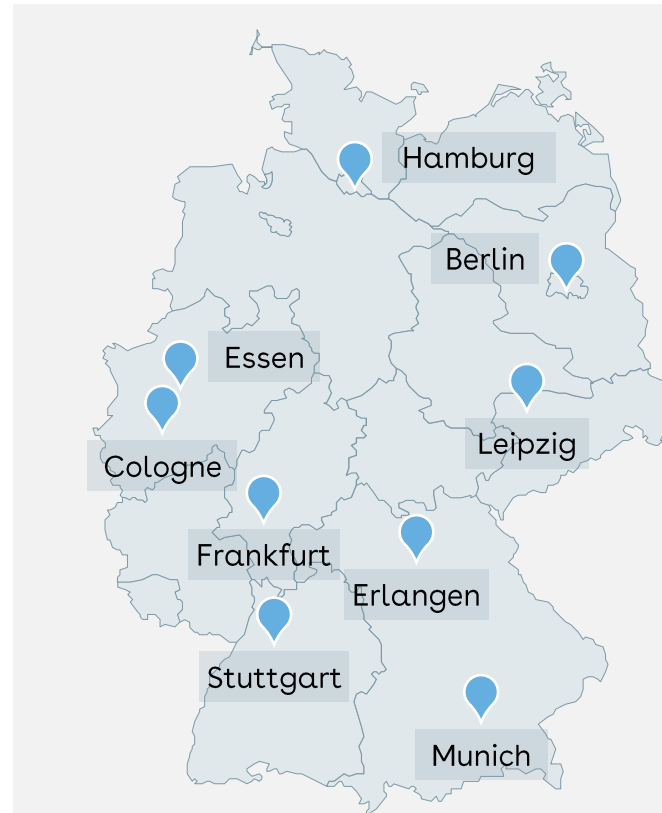 Hamburg
Berlin
Essen
Leipzig
Cologne
Frankfurt
Erlangen
Stuttgart
Munich